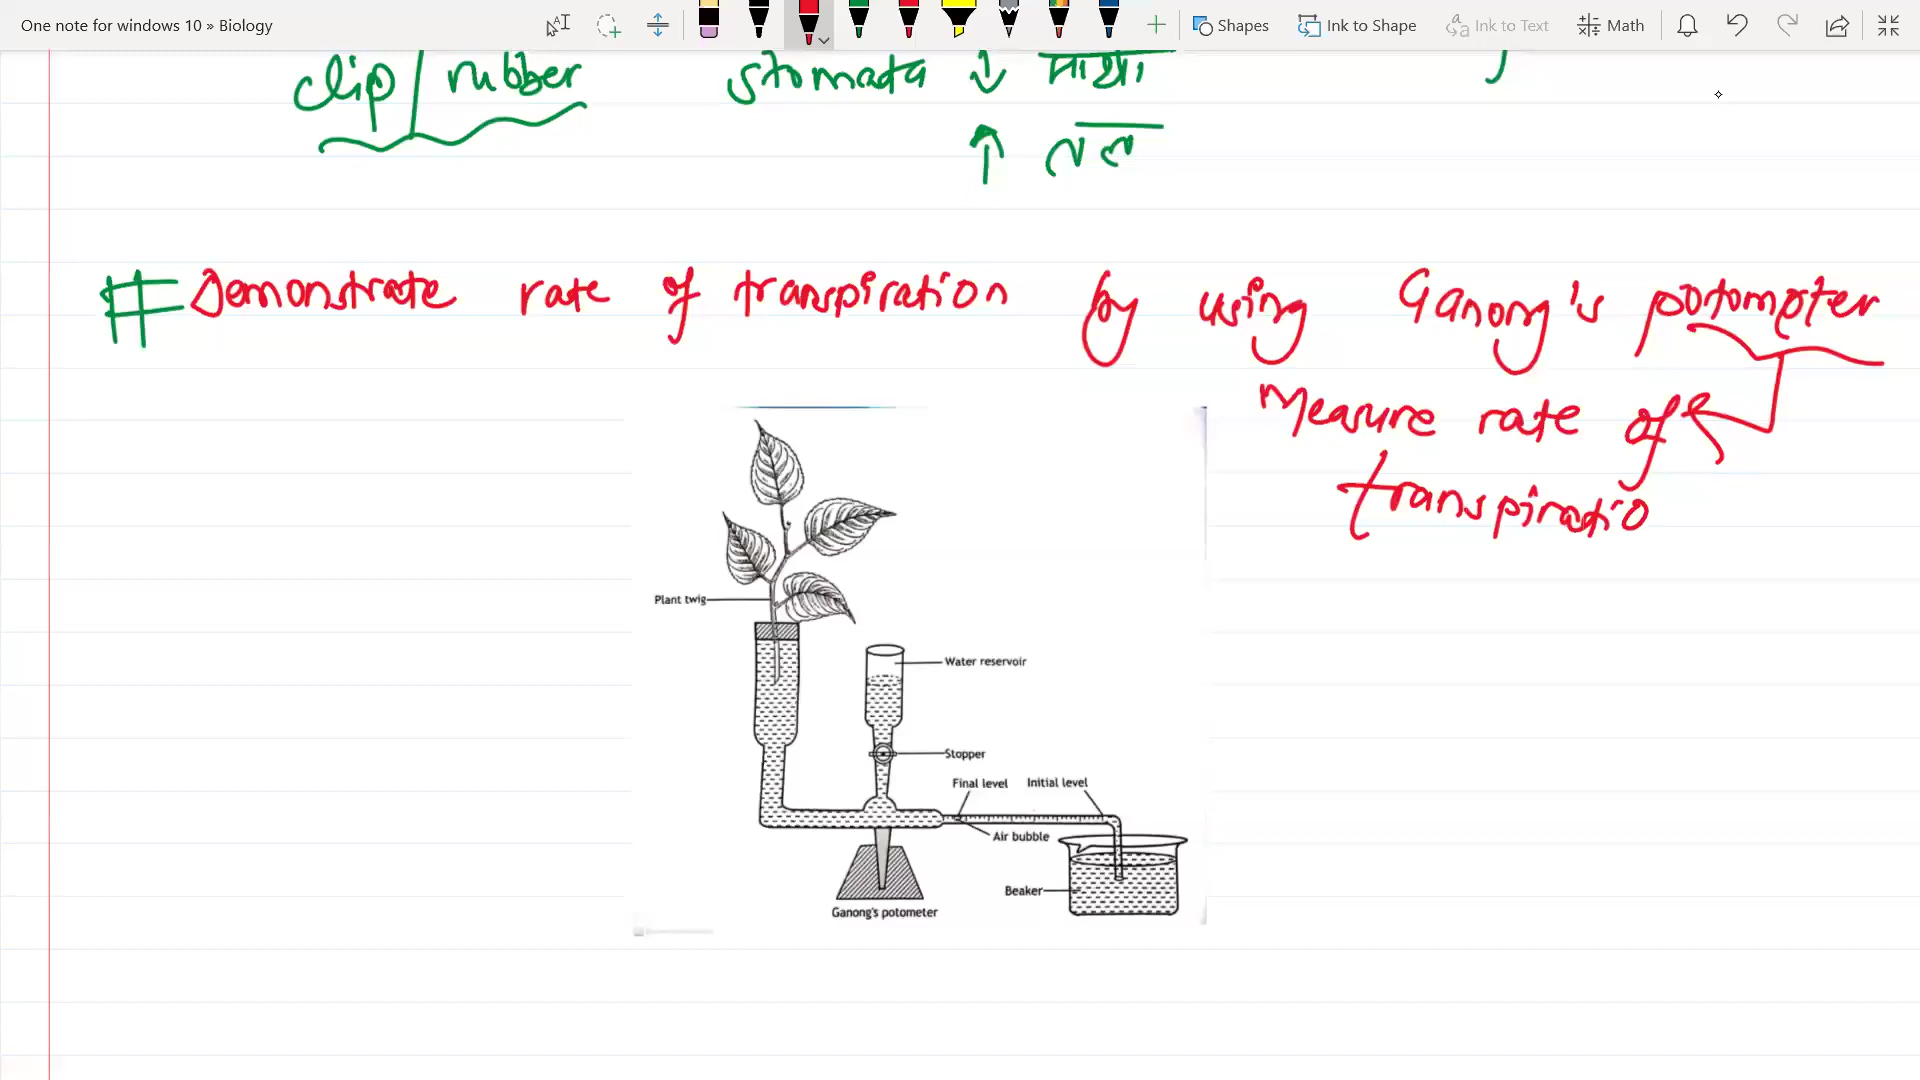 One note for windows 10 » Biology
Shapes
Ink to Shape
Ink to Text
Math
clip / rubber stomata ↓ माथी
↑ तल
# Demonstrate rate of transpiration by using Ganong's potometer
Measure rate of
transpiratio
Plant twig
Water reservoir
Stopper
Final level Initial level
Air bubble
Beaker
Ganong's potometer